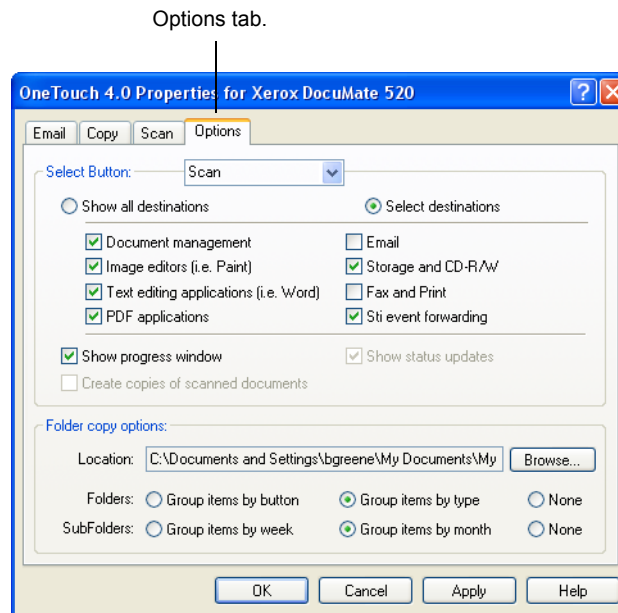 Options tab.
OneTouch 4.0 Properties for Xerox DocuMate 520
Email Copy Scan Options
Select Button: Scan
Show all destinations Select destinations
Document management Email
Image editors (i.e. Paint) Storage and CD-R/W
Text editing applications (i.e. Word) Fax and Print
PDF applications Sti event forwarding
Show progress window Show status updates
Create copies of scanned documents
Folder copy options:
Location: C:\Documents and Settings\bgreene\My Documents\My Browse...
Folders: Group items by button Group items by type None
SubFolders: Group items by week Group items by month None
OK Cancel Apply Help